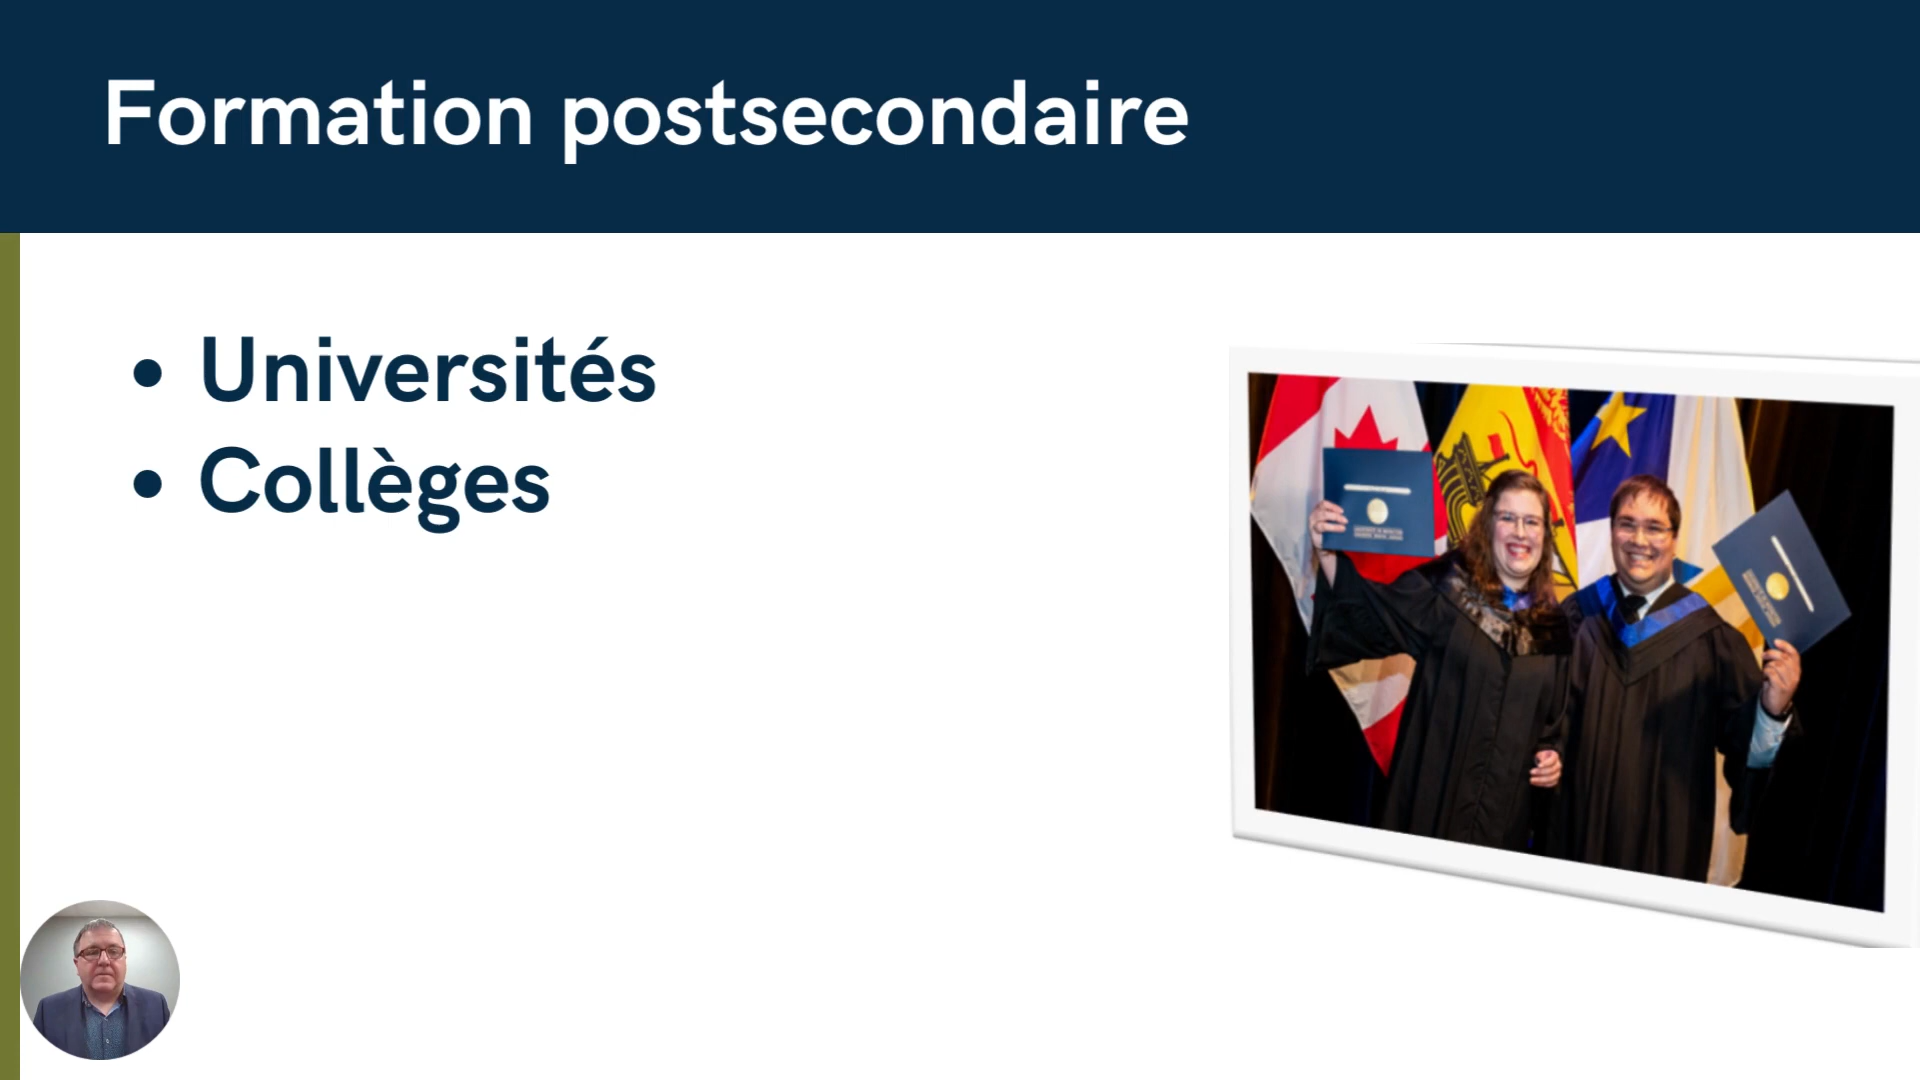 Formation postsecondaire
• Universités
• Collèges